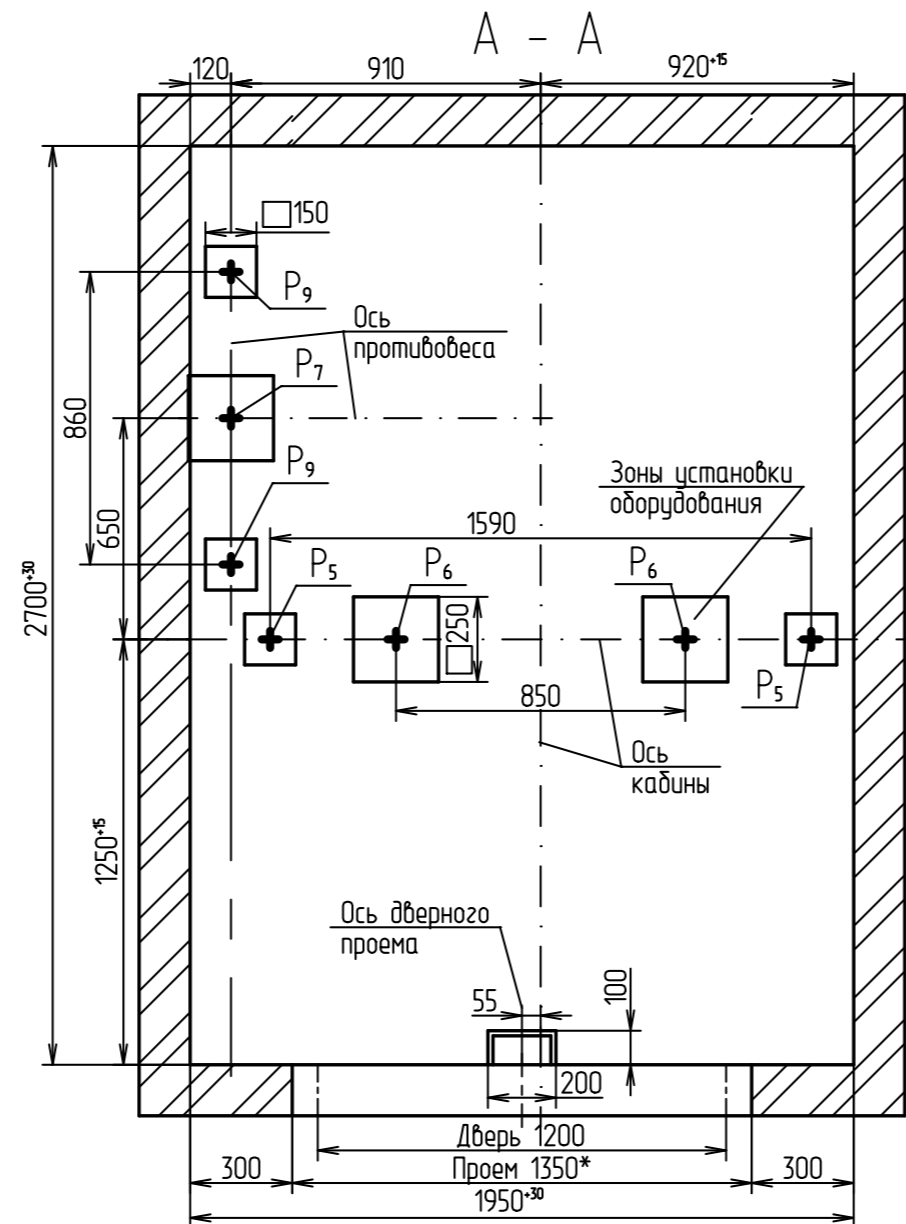 А - А
120
910
920⁺¹⁵
□150
P₉
Ось
противовеса
P₇
860
P₉
Зоны установки
оборудования
650
1590
2700⁺³⁰
P₅
P₆
P₆
□250
P₅
850
Ось
кабины
1250⁺¹⁵
Ось дверного
проема
55
100
200
Дверь 1200
300
Проем 1350*
300
1950⁺³⁰